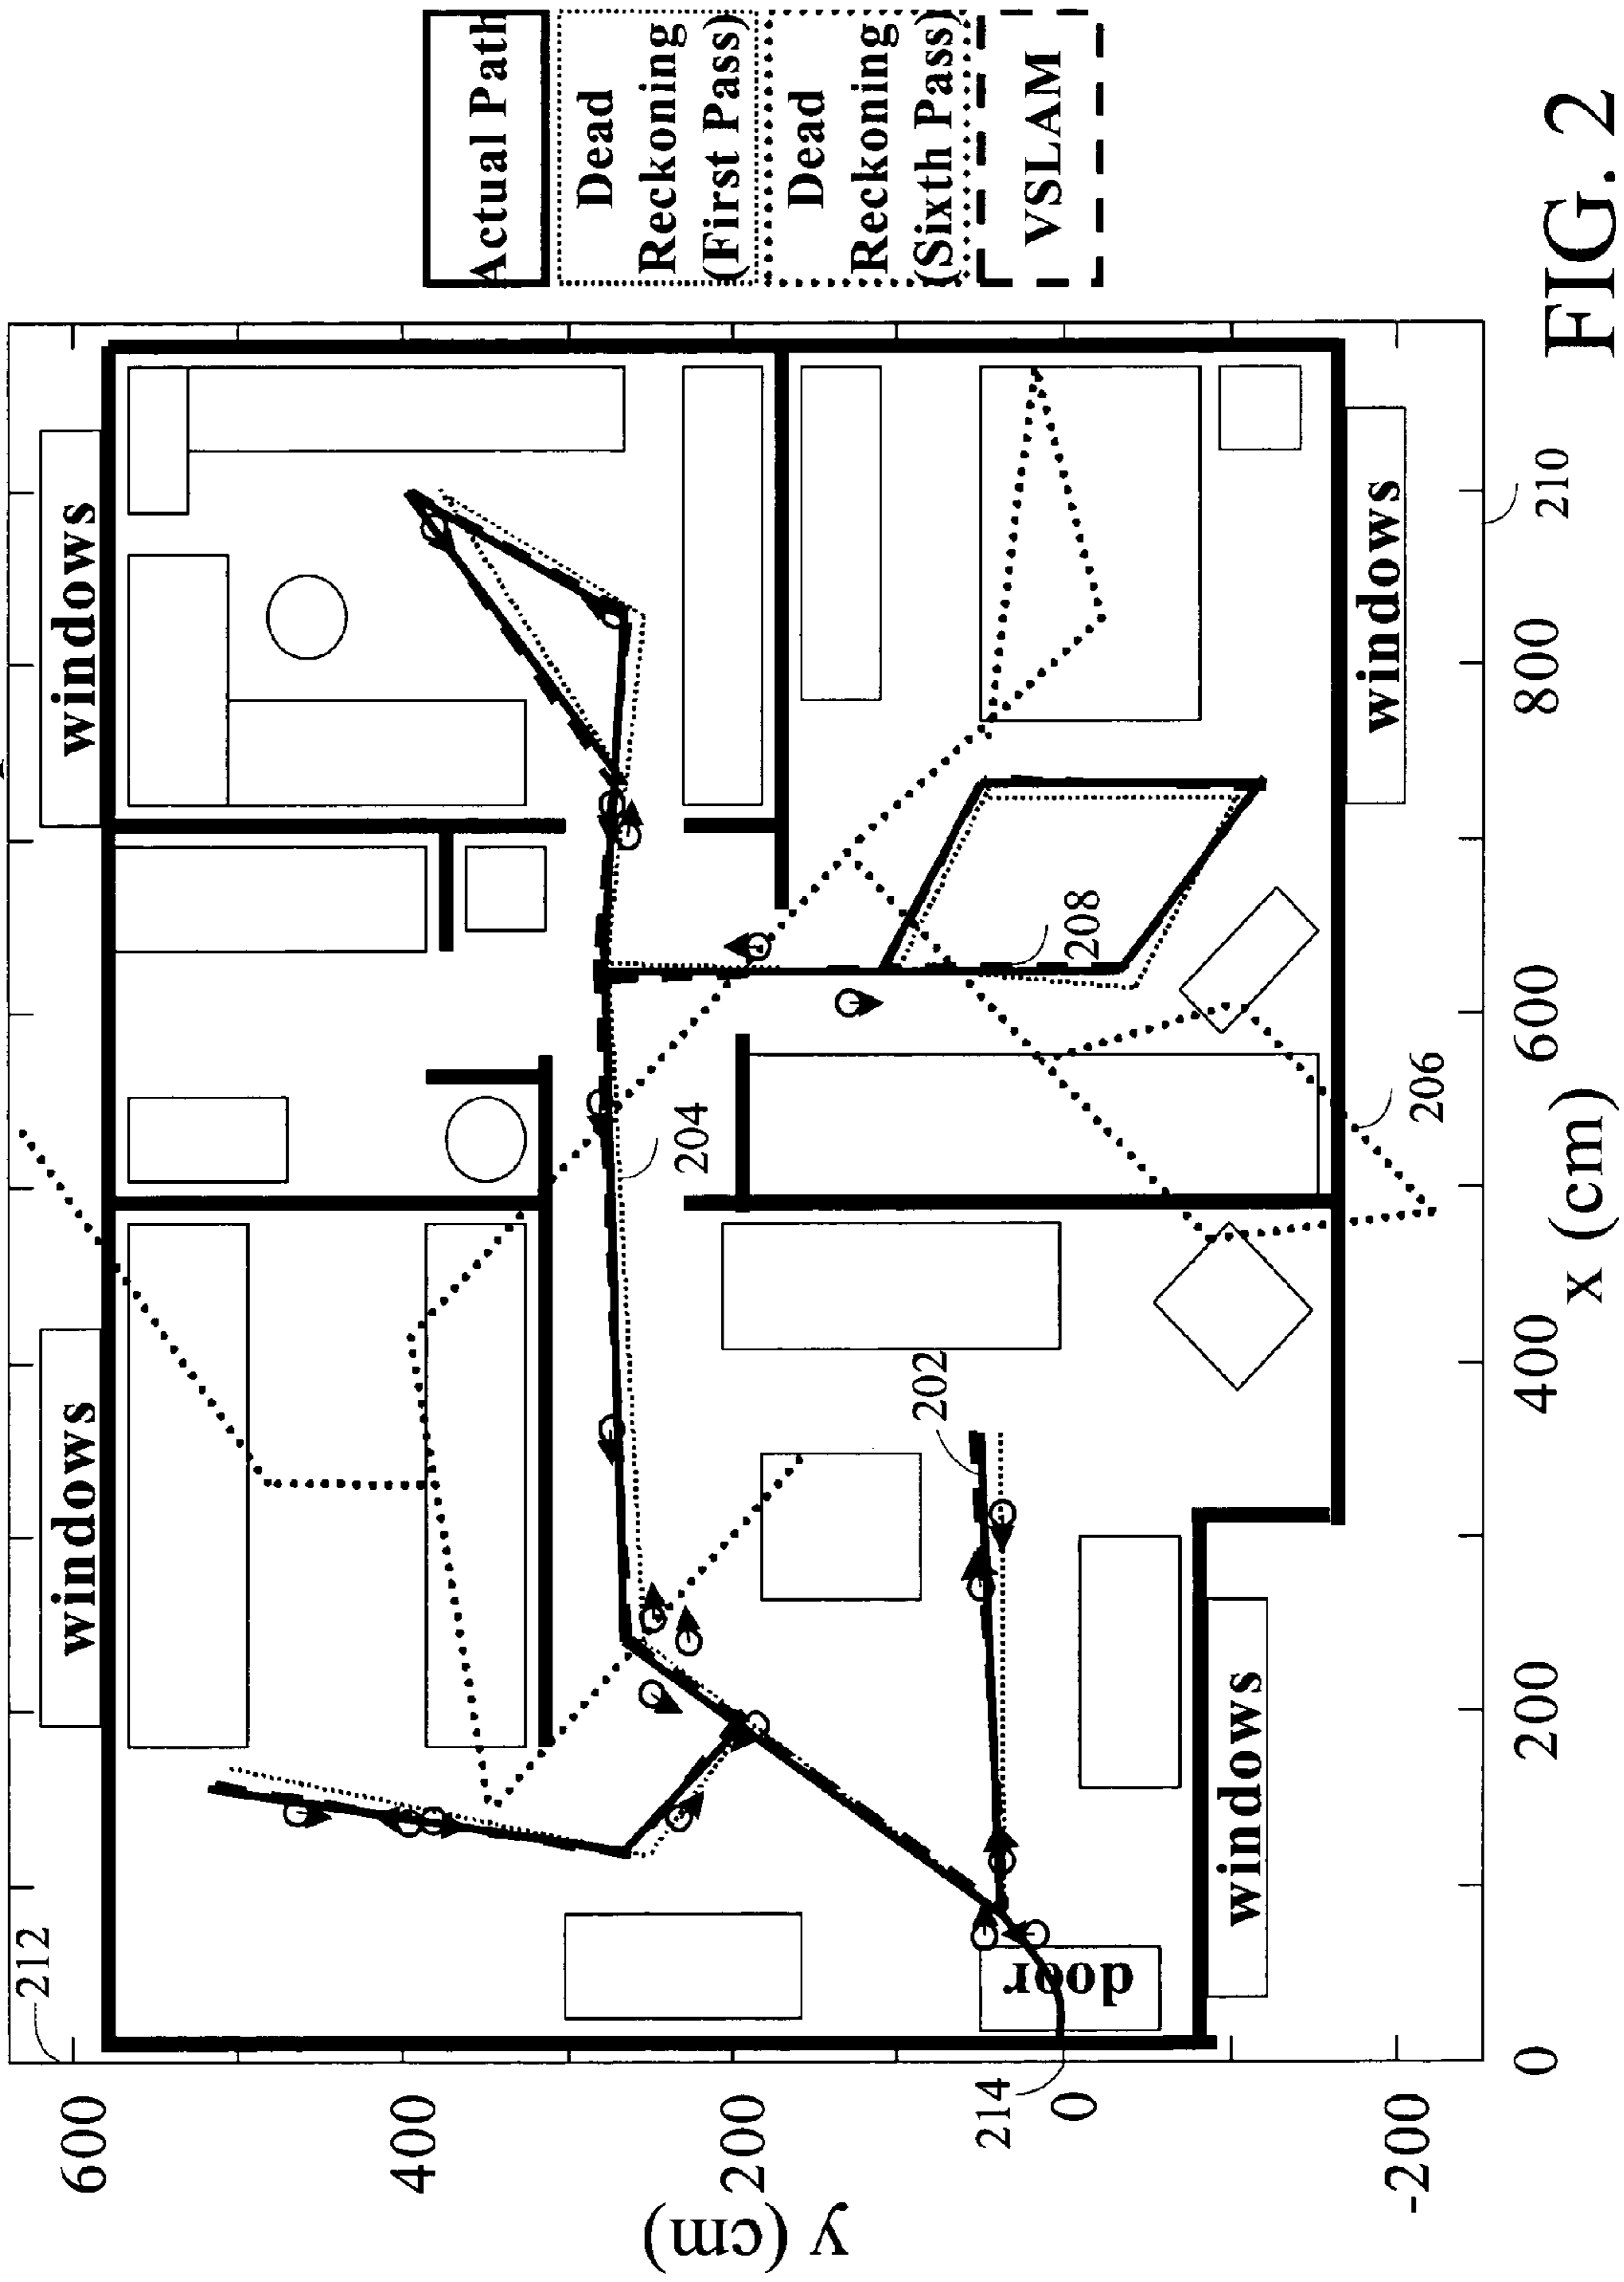 212
600
400
200
0
-200
y (cm)
windows
windows
windows
windows
door
214
202
204
206
208
210
0
200
400
600
800
x (cm)
Actual Path
Dead
Reckoning
(First Pass)
Dead
Reckoning
(Sixth Pass)
VSLAM
FIG. 2